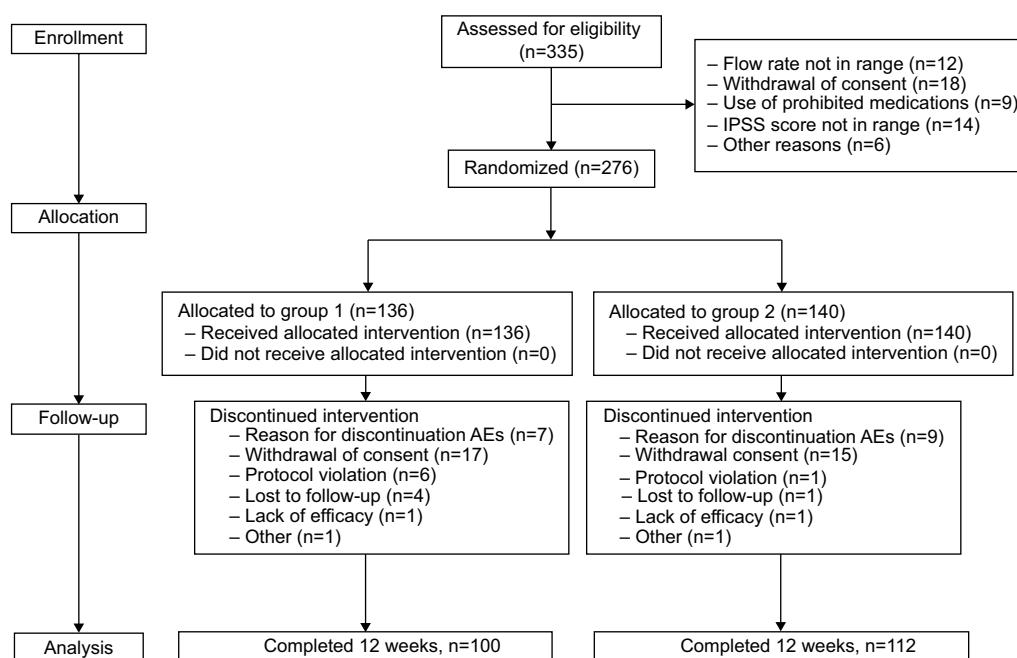 Enrollment
Assessed for eligibility
(n=335)
– Flow rate not in range (n=12)
– Withdrawal of consent (n=18)
– Use of prohibited medications (n=9)
– IPSS score not in range (n=14)
– Other reasons (n=6)
Randomized (n=276)
Allocation
Allocated to group 1 (n=136)
– Received allocated intervention (n=136)
– Did not receive allocated intervention (n=0)
Allocated to group 2 (n=140)
– Received allocated intervention (n=140)
– Did not receive allocated intervention (n=0)
Follow-up
Discontinued intervention
– Reason for discontinuation AEs (n=7)
– Withdrawal of consent (n=17)
– Protocol violation (n=6)
– Lost to follow-up (n=4)
– Lack of efficacy (n=1)
– Other (n=1)
Discontinued intervention
– Reason for discontinuation AEs (n=9)
– Withdrawal consent (n=15)
– Protocol violation (n=1)
– Lost to follow-up (n=1)
– Lack of efficacy (n=1)
– Other (n=1)
Analysis
Completed 12 weeks, n=100
Completed 12 weeks, n=112